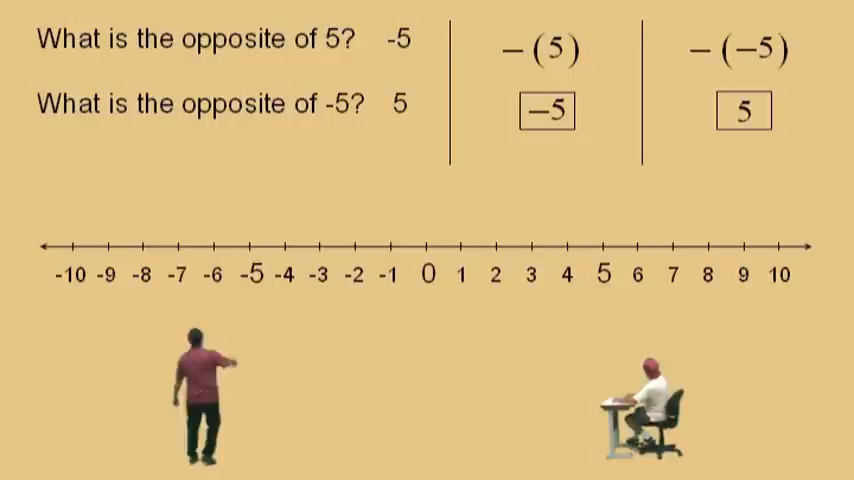 What is the opposite of 5? -5
What is the opposite of -5? 5
−(5)
−5
−(−5)
5
-10 -9 -8 -7 -6 -5 -4 -3 -2 -1 0 1 2 3 4 5 6 7 8 9 10